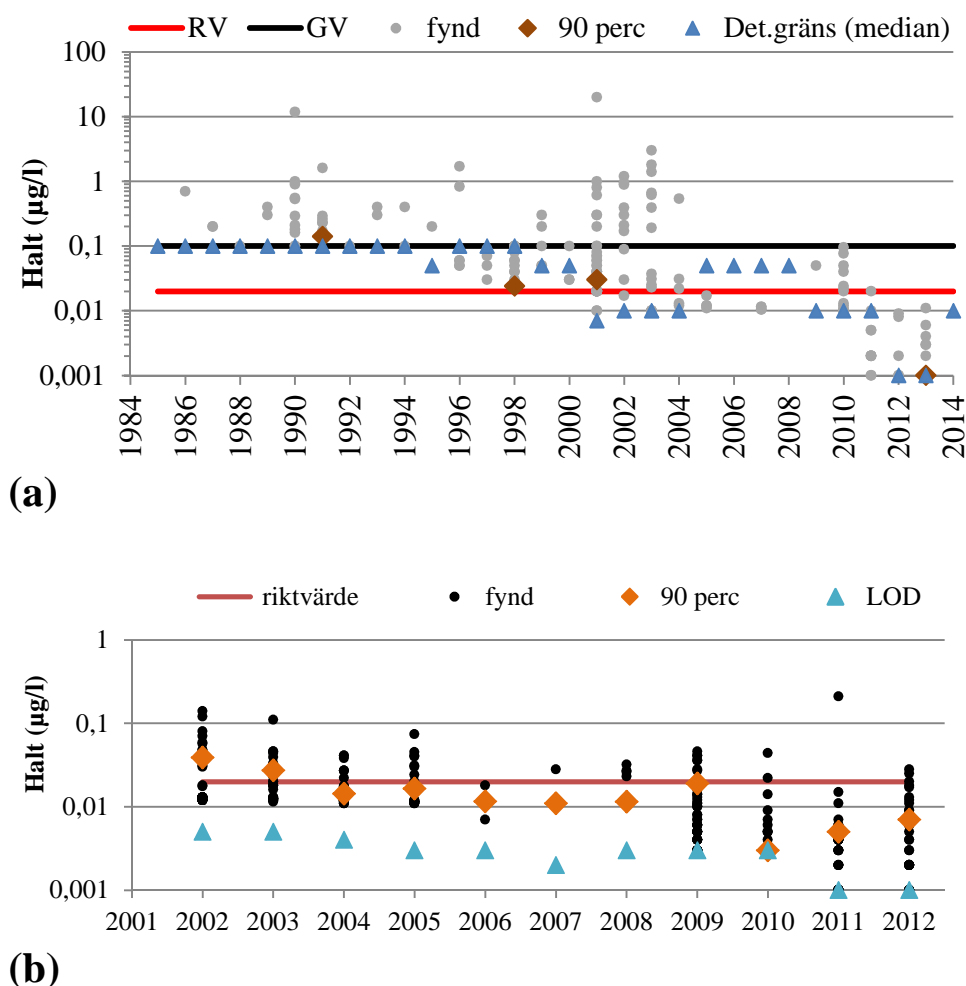 RV GV fynd 90 perc Det.gräns (median)
Halt (µg/l)
100
10
1
0,1
0,01
0,001
1984 1986 1988 1990 1992 1994 1996 1998 2000 2002 2004 2006 2008 2010 2012 2014
(a)
riktvärde fynd 90 perc LOD
Halt (µg/l)
1
0,1
0,01
0,001
2001 2002 2003 2004 2005 2006 2007 2008 2009 2010 2011 2012
(b)